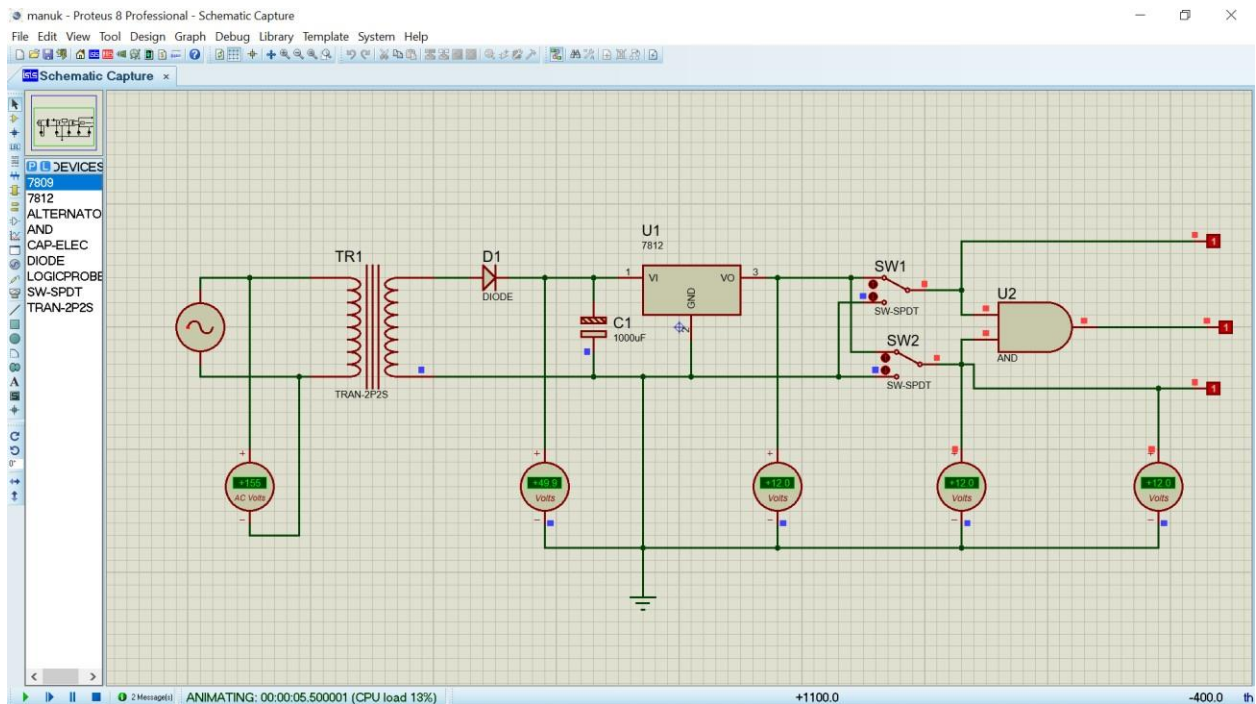 manuk - Proteus 8 Professional - Schematic Capture
File Edit View Tool Design Graph Debug Library Template System Help
Schematic Capture ×
P L DEVICES
7809
7812
ALTERNATO
AND
CAP-ELEC
DIODE
LOGICPROBE
SW-SPDT
TRAN-2P2S
TR1
TRAN-2P2S
D1
DIODE
C1
1000uF
U1
7812
1 VI VO 3
GND
2
SW1
SW-SPDT
SW2
SW-SPDT
U2
AND
1
1
1
+155
AC Volts
+49.9
Volts
+12.0
Volts
+12.0
Volts
+12.0
Volts
2 Message(s) ANIMATING: 00:00:05.500001 (CPU load 13%) +1100.0 -400.0 th